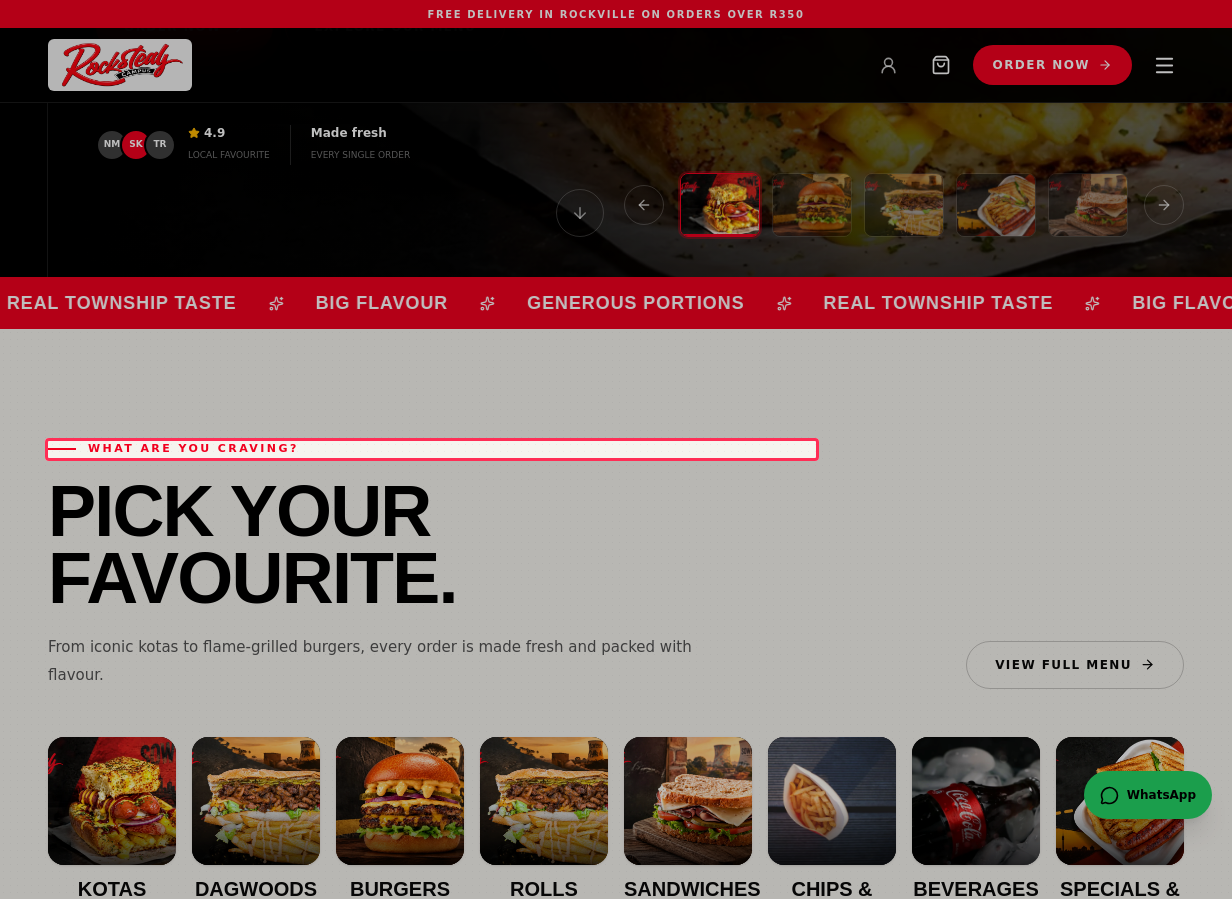 FREE DELIVERY IN ROCKVILLE ON ORDERS OVER R350
Rocksteady
CAMPUS
ORDER NOW
NM SK TR
4.9
LOCAL FAVOURITE
Made fresh
EVERY SINGLE ORDER
REAL TOWNSHIP TASTE BIG FLAVOUR GENEROUS PORTIONS REAL TOWNSHIP TASTE BIG FLAVO
WHAT ARE YOU CRAVING?
PICK YOUR
FAVOURITE.
From iconic kotas to flame-grilled burgers, every order is made fresh and packed with
flavour.
VIEW FULL MENU
Coca-Cola
WhatsApp
KOTAS DAGWOODS BURGERS ROLLS SANDWICHES CHIPS & BEVERAGES SPECIALS &